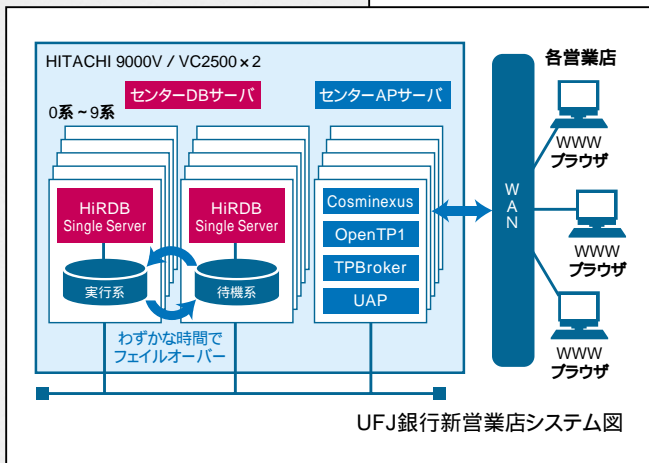 HITACHI 9000V / VC2500×2
センターDBサーバ
センターAPサーバ
0系~9系
HiRDB
Single Server
HiRDB
Single Server
実行系
待機系
わずかな時間で
フェイルオーバー
Cosminexus
OpenTP1
TPBroker
UAP
WAN
各営業店
WWW
ブラウザ
WWW
ブラウザ
WWW
ブラウザ
UFJ銀行新営業店システム図